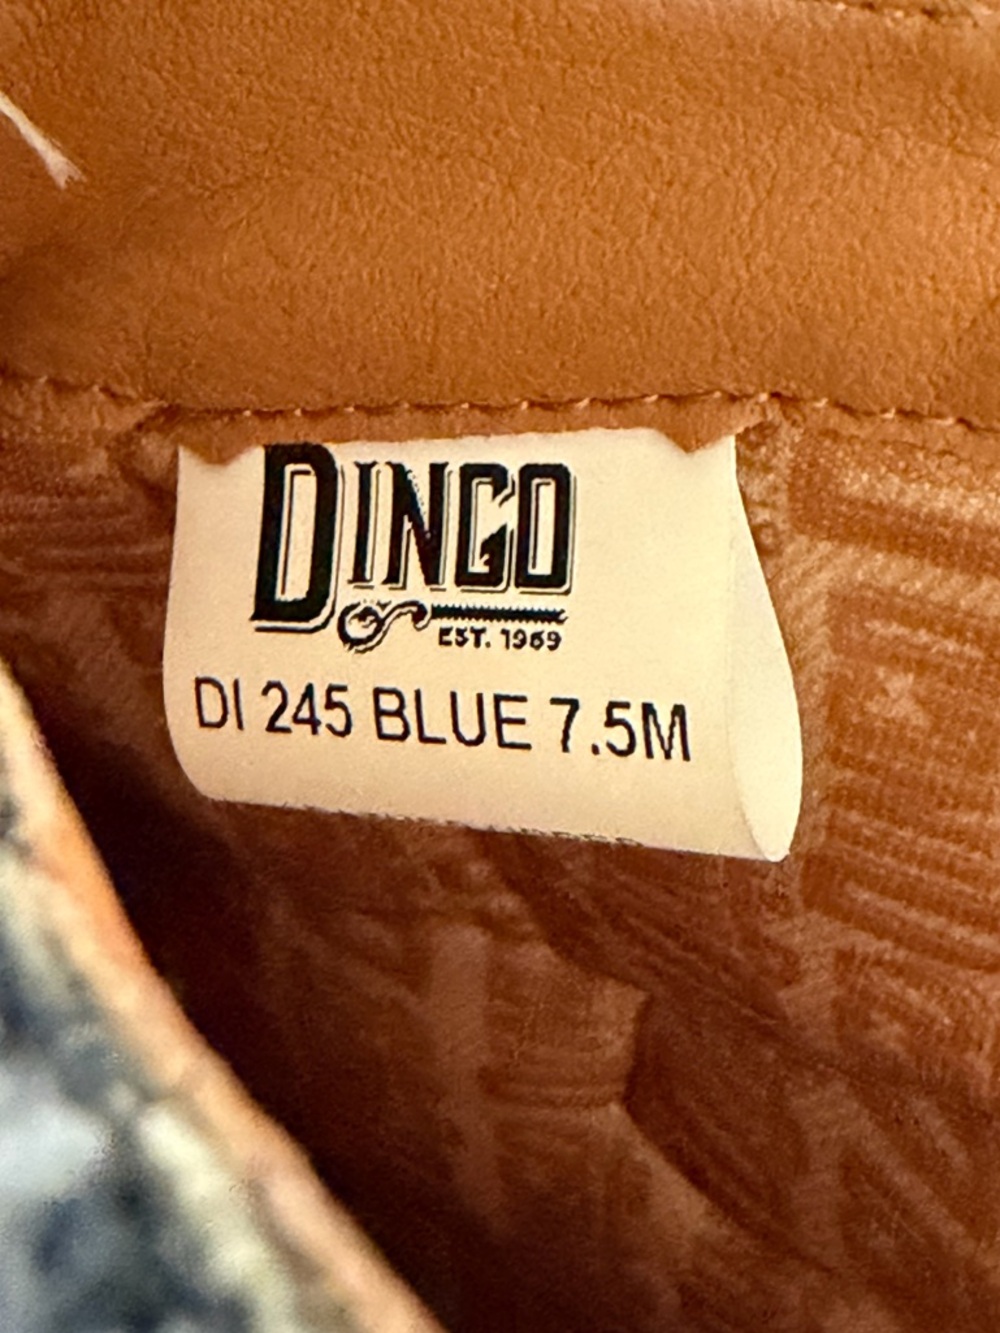 DINGO
EST. 1969
DI 245 BLUE 7.5M